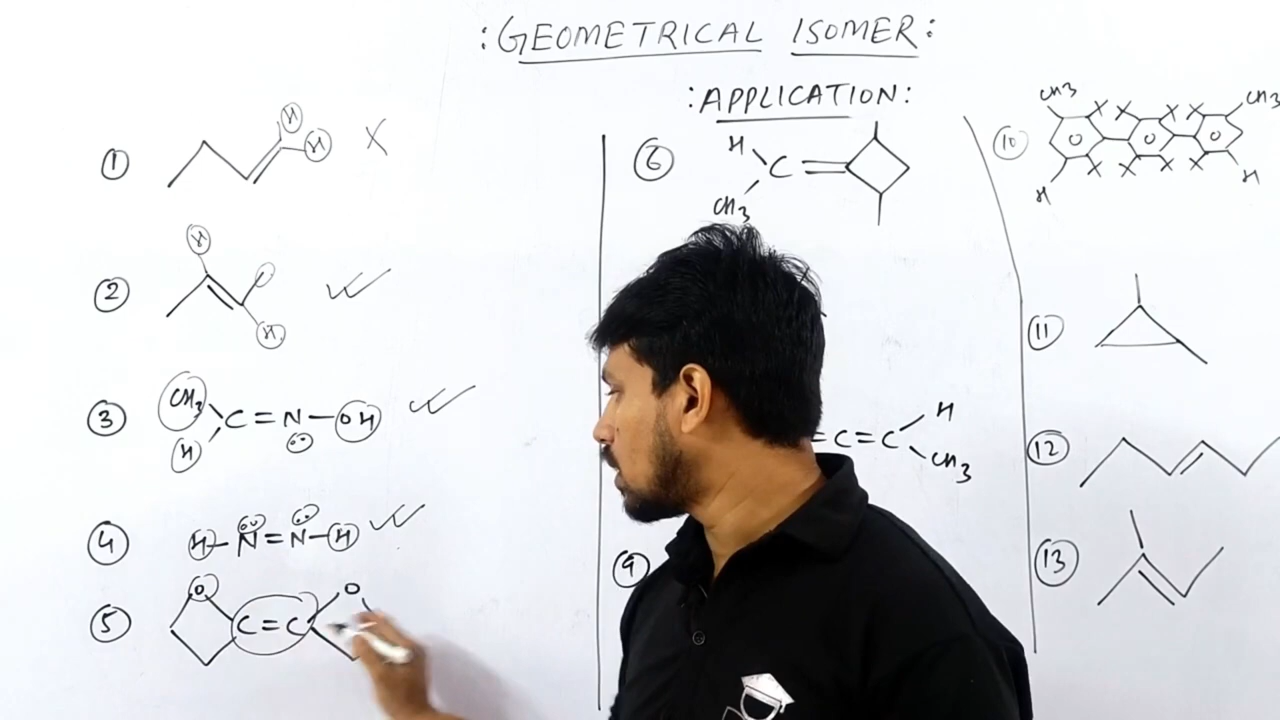 :GEOMETRICAL ISOMER:
:APPLICATION:
① H H X
② H H
③ CH3 H C=N-OH
④ H-N=N-H
⑤ O C=C O
⑥ H CH3 C
=C=C H CH3
⑨
⑩ CH3 X X X X CH3 O O O H X X X X H
⑪
⑫
⑬